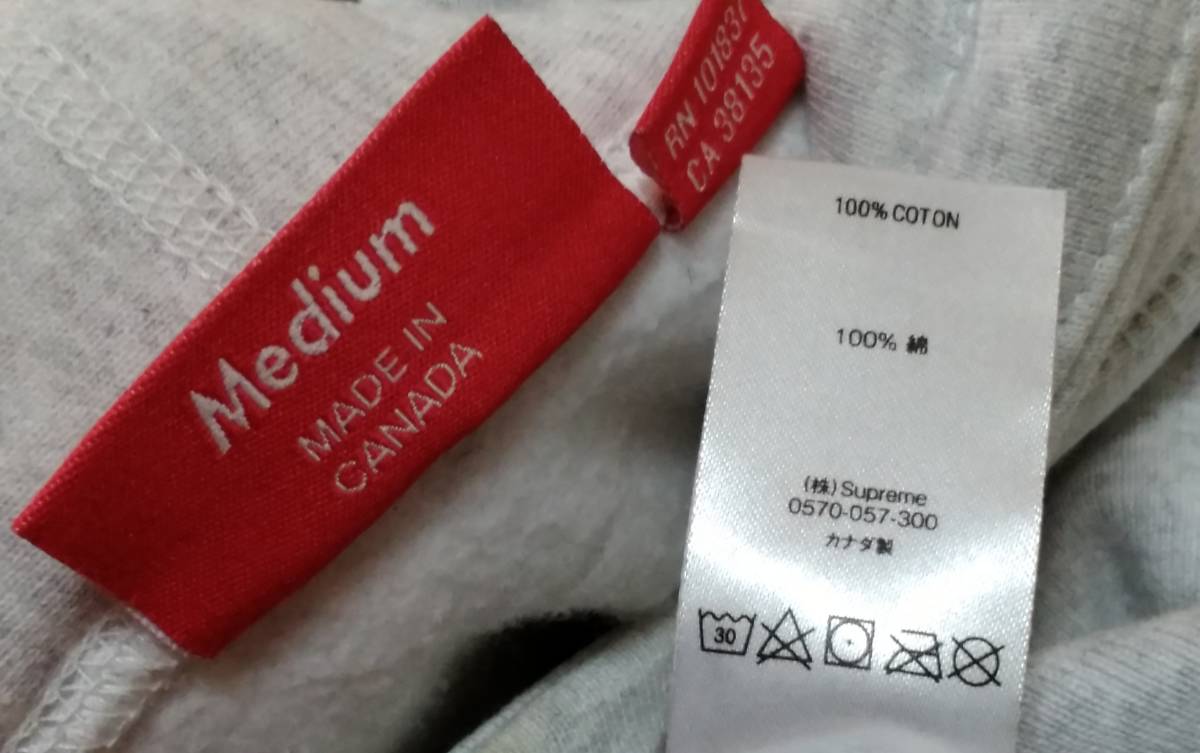 Medium
MADE IN
CANADA
RN 101837
CA 38135
100% COTON
100% 綿
(株)Supreme
0570-057-300
カナダ製
30